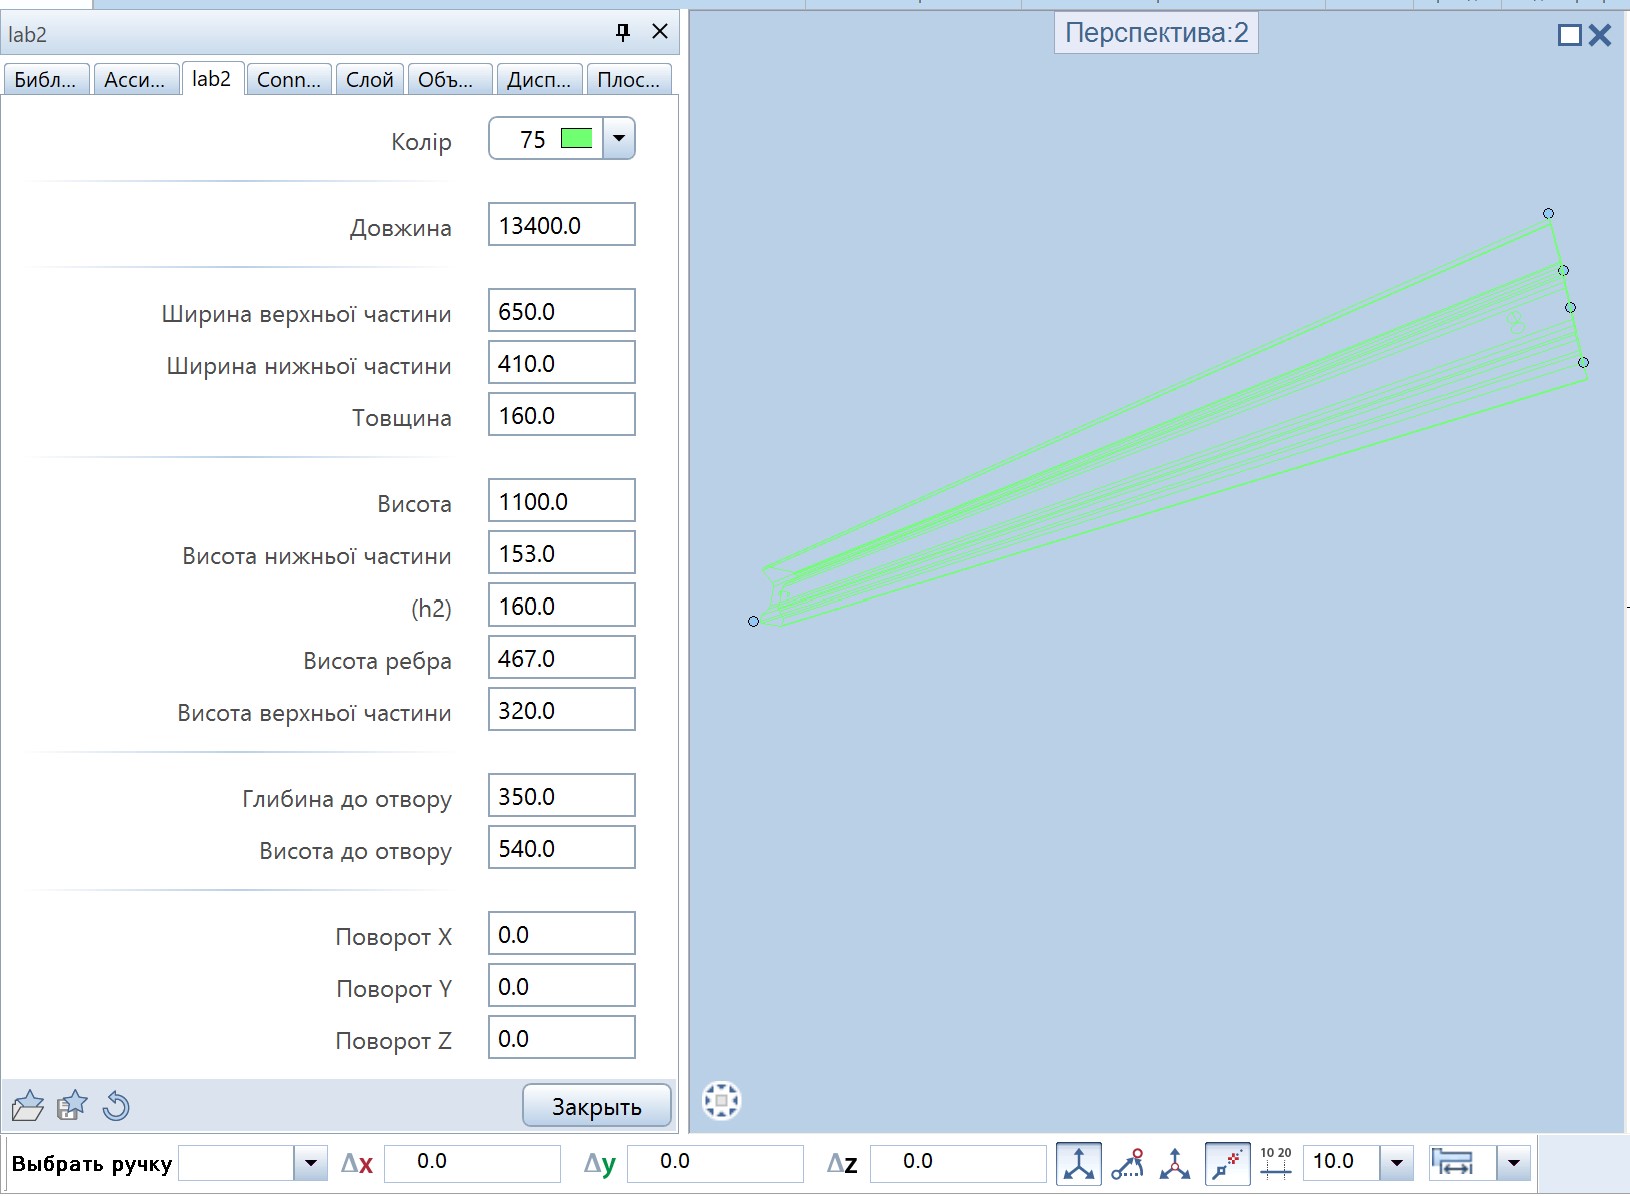 lab2
Библ...
Асси...
lab2
Conn...
Слой
Объ...
Дисп...
Плос...
Колір
75
Довжина
13400.0
Ширина верхньої частини
650.0
Ширина нижньої частини
410.0
Товщина
160.0
Висота
1100.0
Висота нижньої частини
153.0
(h2)
160.0
Висота ребра
467.0
Висота верхньої частини
320.0
Глибина до отвору
350.0
Висота до отвору
540.0
Поворот X
0.0
Поворот Y
0.0
Поворот Z
0.0
Закрыть
Перспектива:2
Выбрать ручку
Δx
0.0
Δy
0.0
Δz
0.0
10 20
10.0